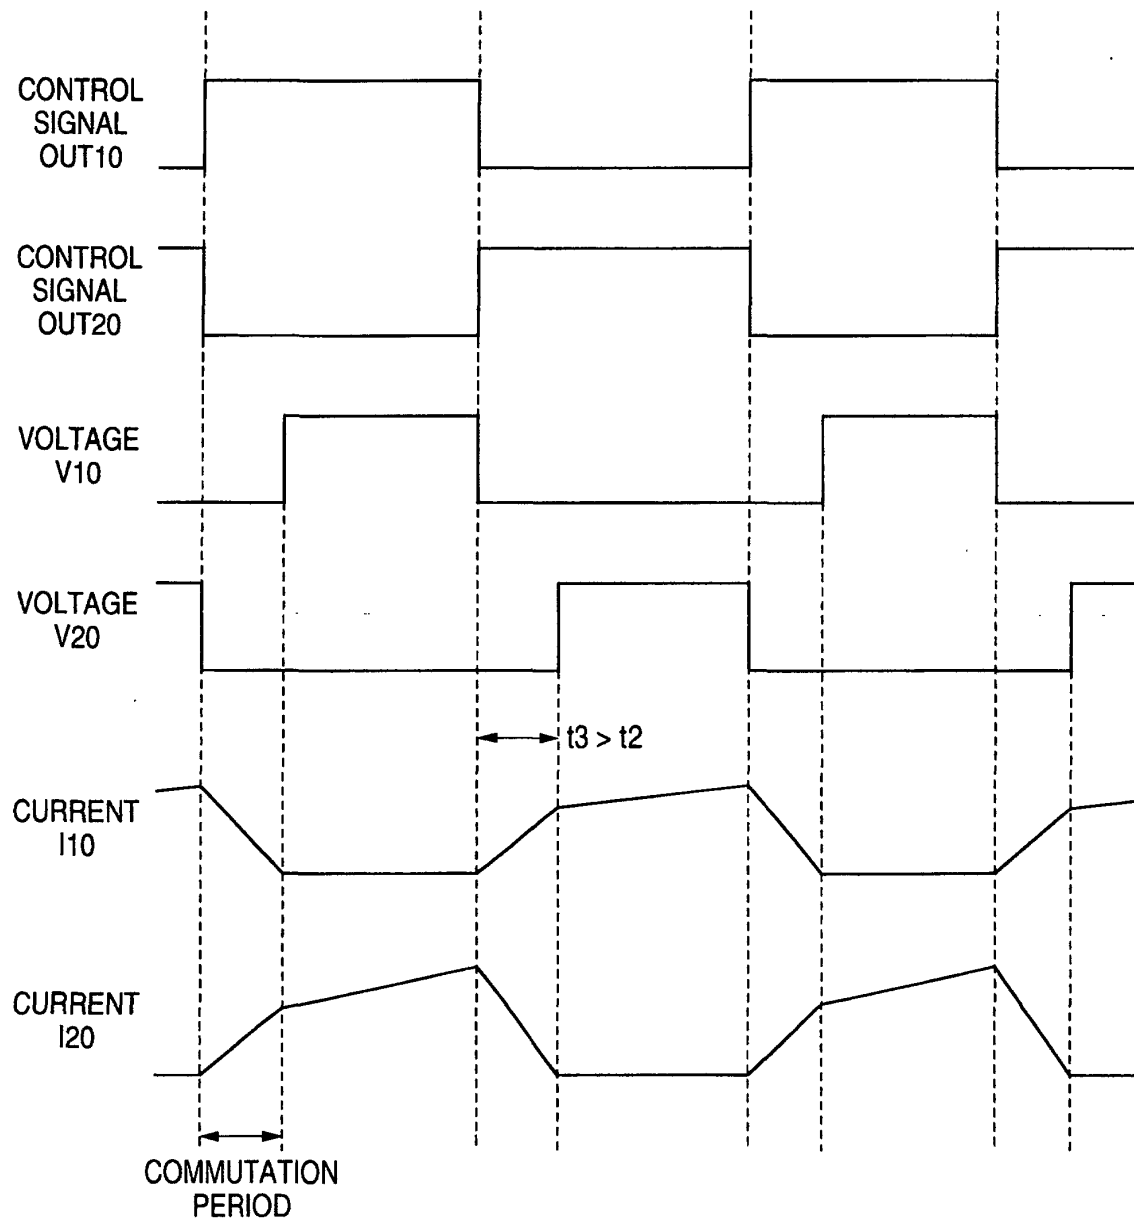 CONTROL
SIGNAL
OUT10
CONTROL
SIGNAL
OUT20
VOLTAGE
V10
VOLTAGE
V20
t3 > t2
CURRENT
I10
CURRENT
I20
COMMUTATION
PERIOD